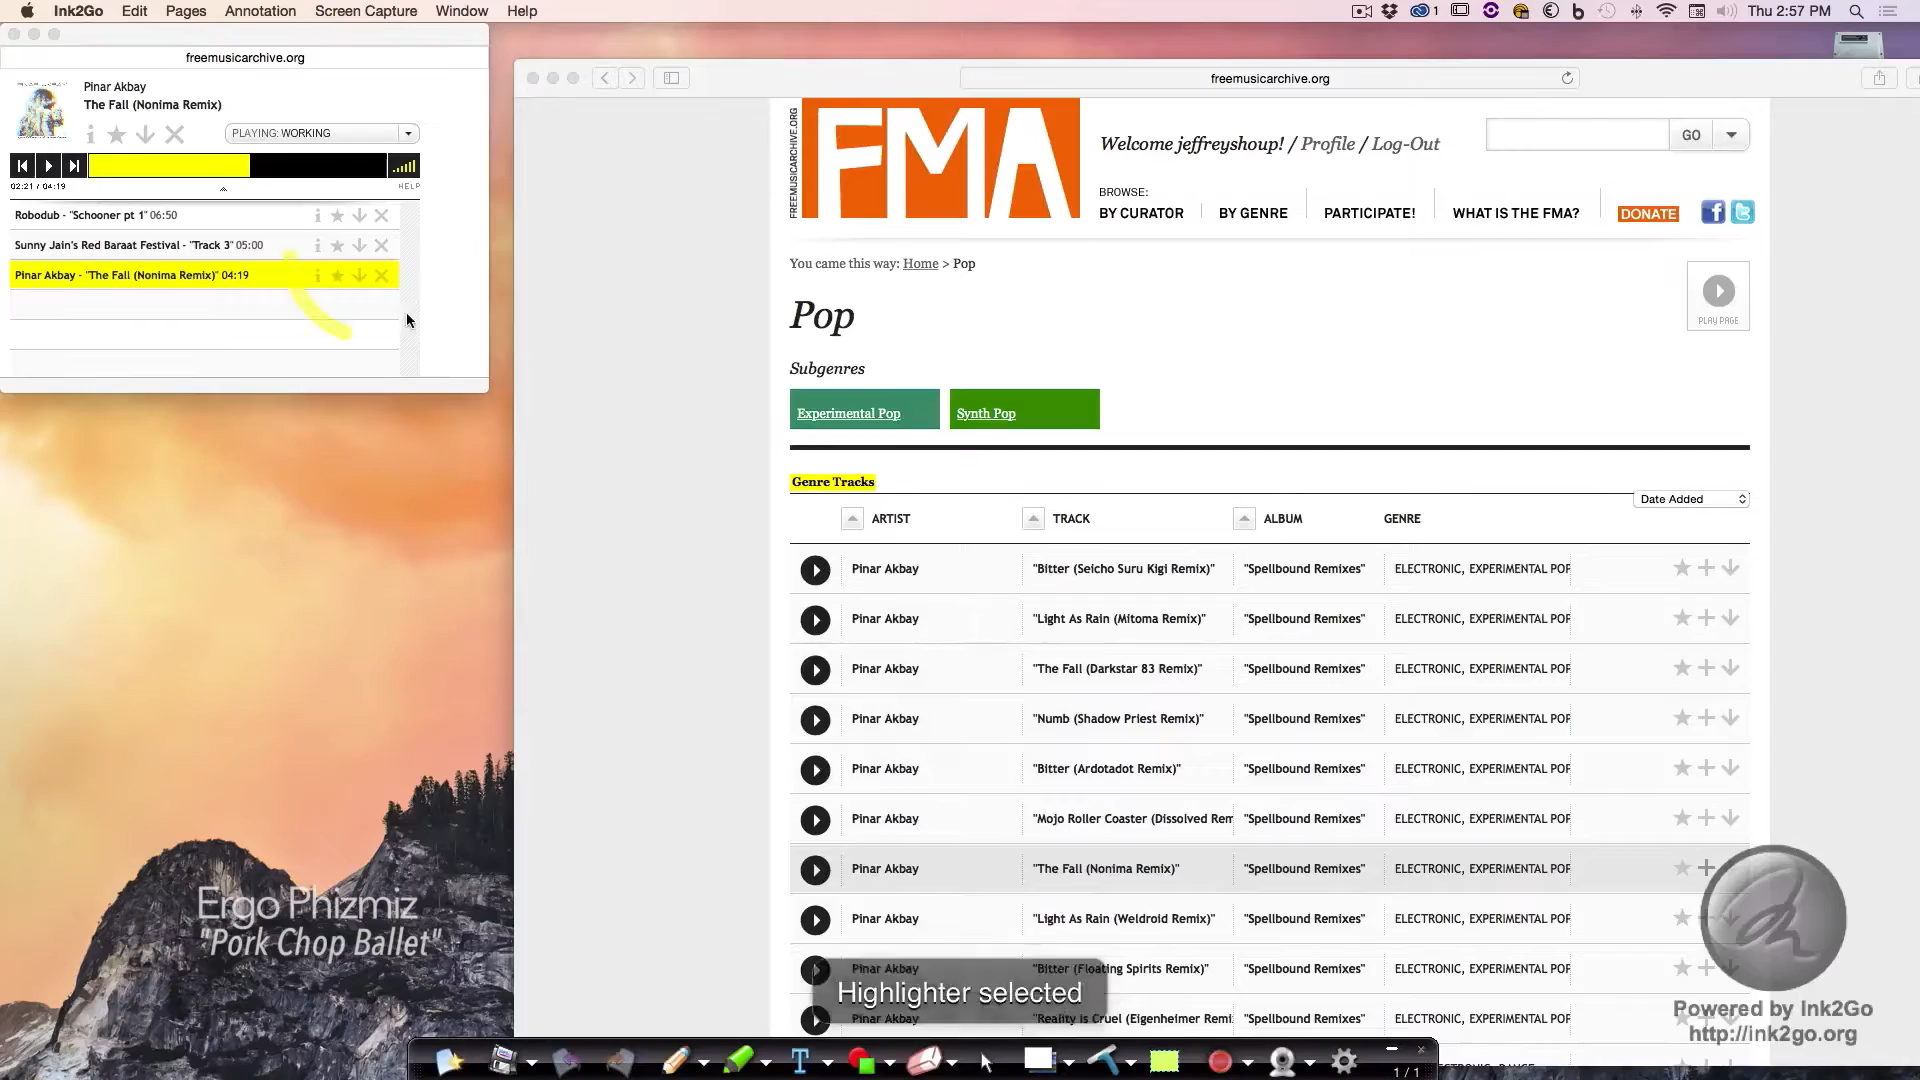 Ink2Go File Edit Pages Annotation Screen Capture Window Help
1
Thu 2:57 PM
freemusicarchive.org
Pinar Akbay
The Fall (Nonima Remix)
PLAYING: WORKING
02:21 / 04:19
HELP
Robodub - "Schooner pt 1" 06:50
Sunny Jain's Red Baraat Festival - "Track 3" 05:00
Pinar Akbay - "The Fall (Nonima Remix)" 04:19
Ergo Phizmiz
"Pork Chop Ballet"
freemusicarchive.org
FREEMUSICARCHIVE.ORG
FMA
Welcome jeffreyshoup! / Profile / Log-Out
GO
BROWSE:
BY CURATOR BY GENRE PARTICIPATE! WHAT IS THE FMA? DONATE
You came this way: Home > Pop
Pop
PLAY PAGE
Subgenres
Experimental Pop Synth Pop
Genre Tracks
Date Added
ARTIST TRACK ALBUM GENRE
Pinar Akbay "Bitter (Seicho Suru Kigi Remix)" "Spellbound Remixes" ELECTRONIC, EXPERIMENTAL POP
Pinar Akbay "Light As Rain (Mitoma Remix)" "Spellbound Remixes" ELECTRONIC, EXPERIMENTAL POP
Pinar Akbay "The Fall (Darkstar 83 Remix)" "Spellbound Remixes" ELECTRONIC, EXPERIMENTAL POP
Pinar Akbay "Numb (Shadow Priest Remix)" "Spellbound Remixes" ELECTRONIC, EXPERIMENTAL POP
Pinar Akbay "Bitter (Ardotadot Remix)" "Spellbound Remixes" ELECTRONIC, EXPERIMENTAL POP
Pinar Akbay "Mojo Roller Coaster (Dissolved Rem "Spellbound Remixes" ELECTRONIC, EXPERIMENTAL POP
Pinar Akbay "The Fall (Nonima Remix)" "Spellbound Remixes" ELECTRONIC, EXPERIMENTAL POP
Pinar Akbay "Light As Rain (Weldroid Remix)" "Spellbound Remixes" ELECTRONIC, EXPERIMENTAL POP
Pinar Akbay "Bitter (Floating Spirits Remix)" "Spellbound Remixes" ELECTRONIC, EXPERIMENTAL POP
Highlighter selected
Pinar Akbay "Reality is Cruel (Eigenheimer Remi "Spellbound Remixes" ELECTRONIC, EXPERIMENTAL POP
Powered by Ink2Go
http://ink2go.org
1 / 1